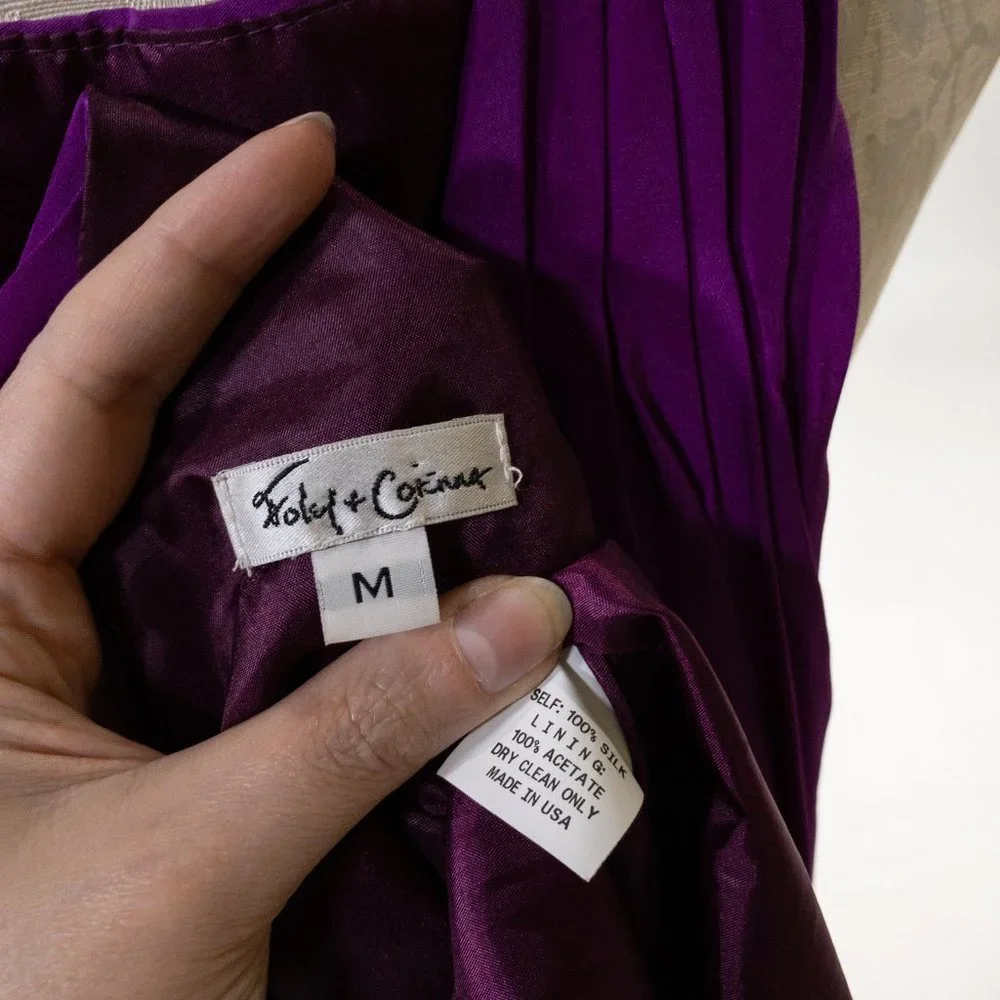 Foley + Corinna
M
SELF: 100% SILK
LINING:
100% ACETATE
DRY CLEAN ONLY
MADE IN USA